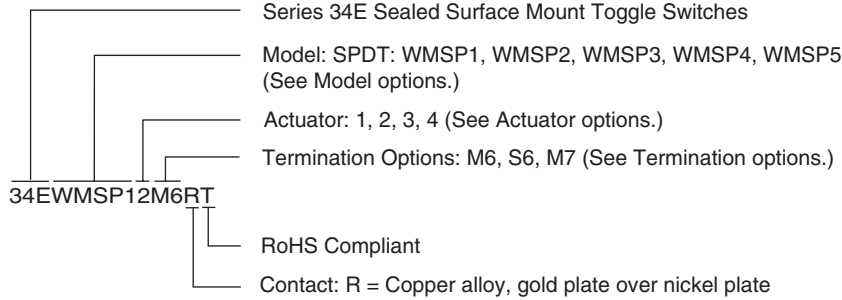 Series 34E Sealed Surface Mount Toggle Switches
Model: SPDT: WMSP1, WMSP2, WMSP3, WMSP4, WMSP5
(See Model options.)
Actuator: 1, 2, 3, 4 (See Actuator options.)
Termination Options: M6, S6, M7 (See Termination options.)
34EWMSP12M6RT
RoHS Compliant
Contact: R = Copper alloy, gold plate over nickel plate